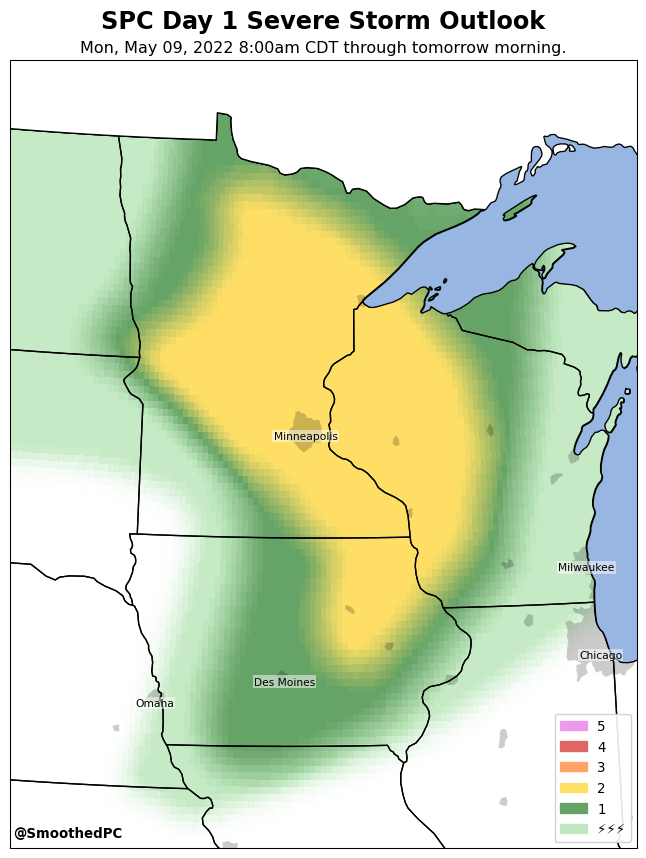 SPC Day 1 Severe Storm Outlook
Mon, May 09, 2022 8:00am CDT through tomorrow morning.
Minneapolis
Milwaukee
Chicago
Des Moines
Omaha
5
4
3
2
1
⚡⚡⚡
@SmoothedPC